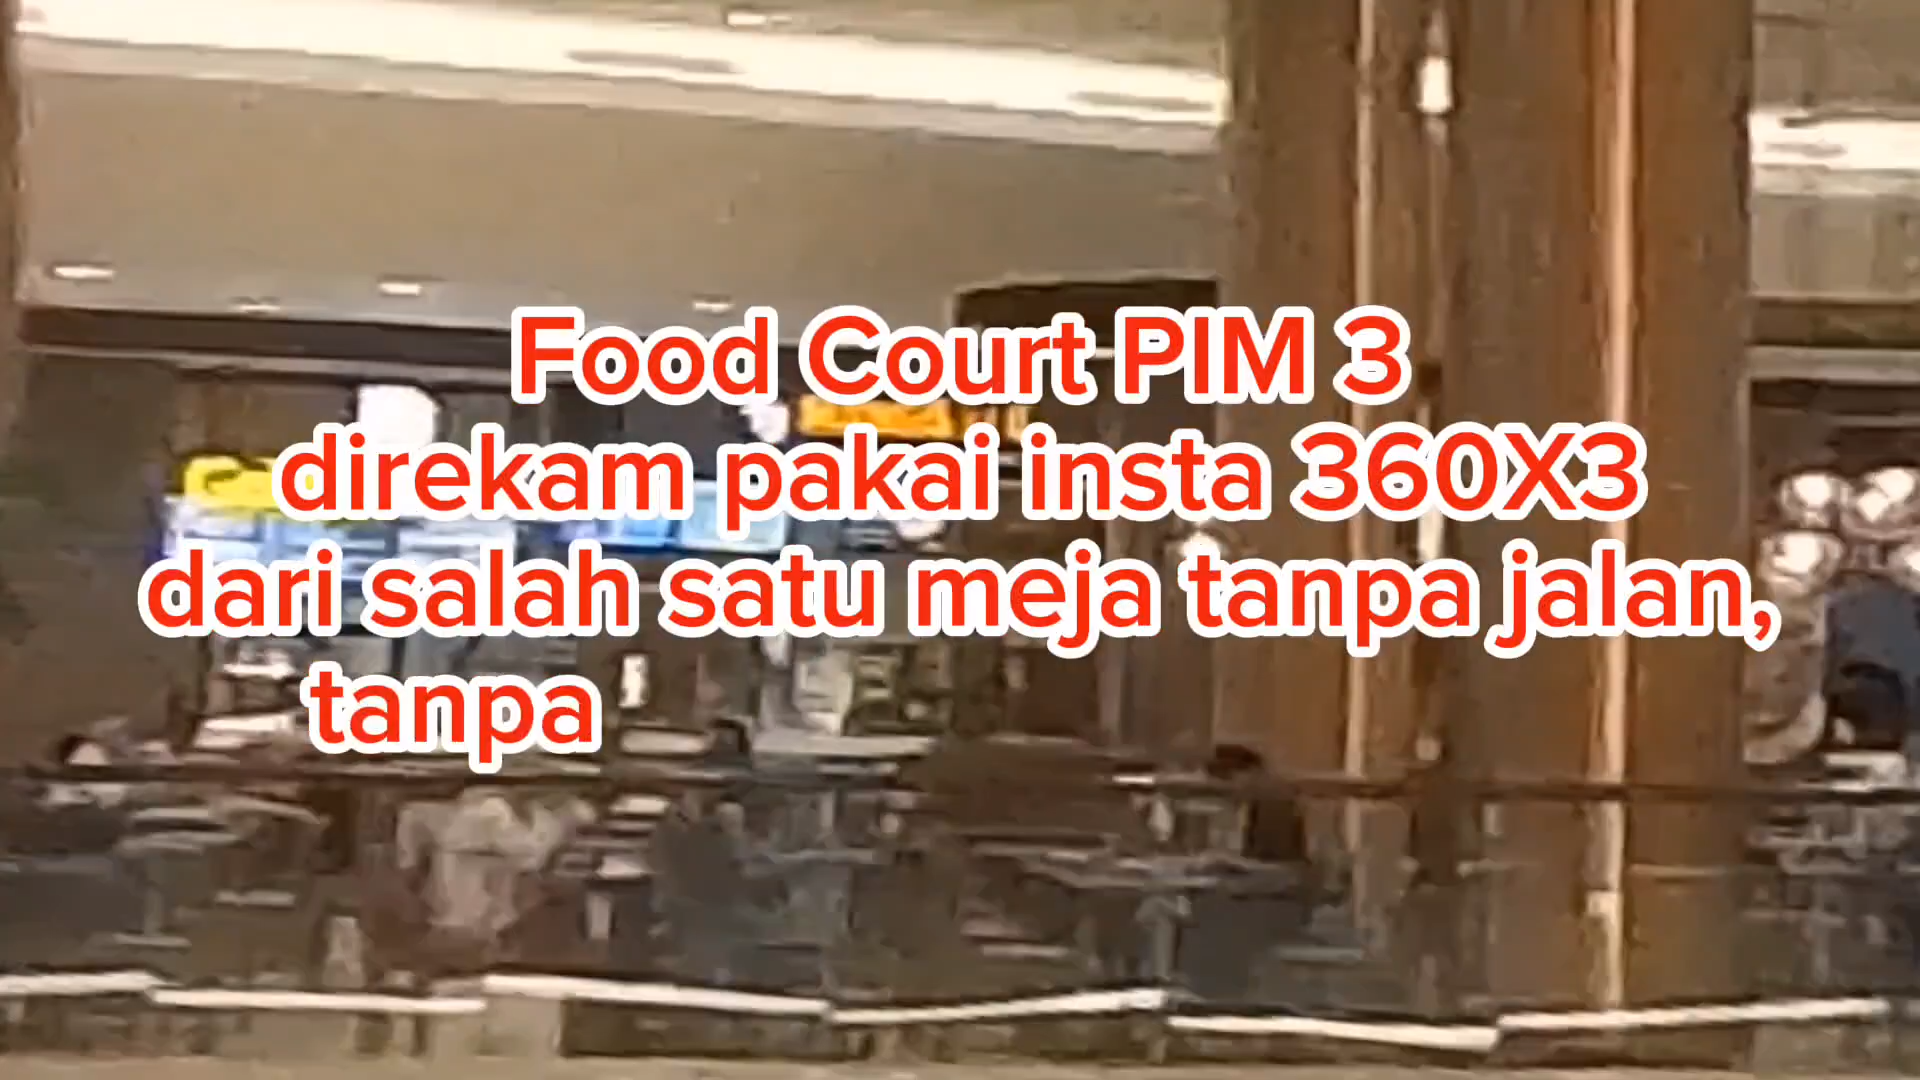 Food Court PIM 3
direkam pakai insta 360X3
dari salah satu meja tanpa jalan,
tanpa